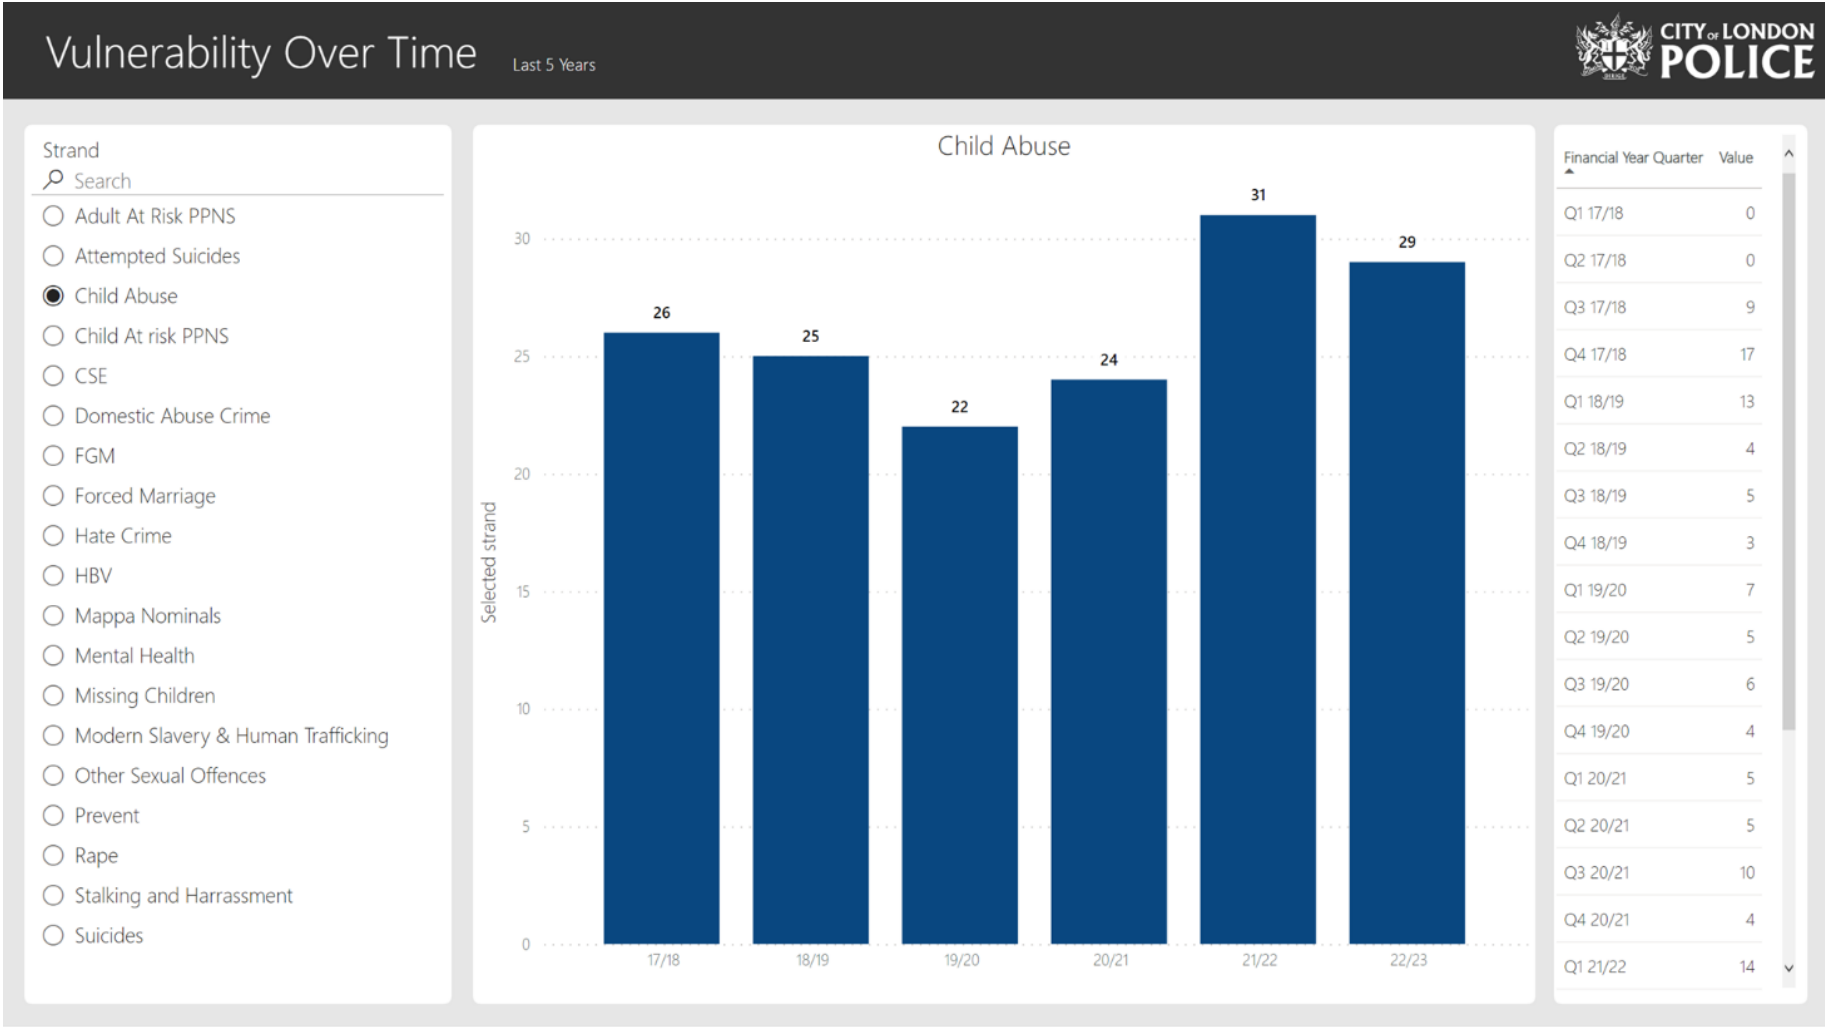 Vulnerability Over Time
Last 5 Years
CITY OF LONDON
POLICE
DIRIGE
Strand
Search
Adult At Risk PPNS
Attempted Suicides
Child Abuse
Child At risk PPNS
CSE
Domestic Abuse Crime
FGM
Forced Marriage
Hate Crime
HBV
Mappa Nominals
Mental Health
Missing Children
Modern Slavery & Human Trafficking
Other Sexual Offences
Prevent
Rape
Stalking and Harrassment
Suicides
Child Abuse
Selected strand
30
25
20
15
10
5
0
26
25
22
24
31
29
17/18
18/19
19/20
20/21
21/22
22/23
Financial Year Quarter Value
Q1 17/18 0
Q2 17/18 0
Q3 17/18 9
Q4 17/18 17
Q1 18/19 13
Q2 18/19 4
Q3 18/19 5
Q4 18/19 3
Q1 19/20 7
Q2 19/20 5
Q3 19/20 6
Q4 19/20 4
Q1 20/21 5
Q2 20/21 5
Q3 20/21 10
Q4 20/21 4
Q1 21/22 14